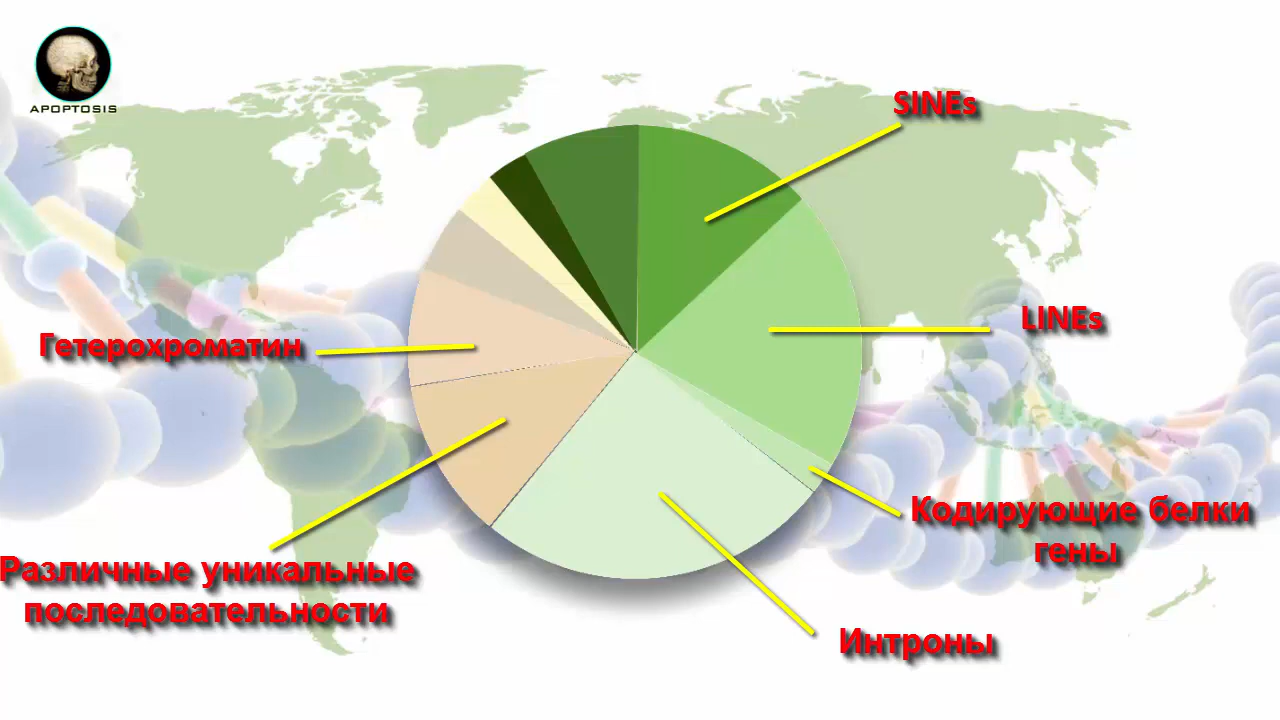 APOPTOSIS
SINEs
LINEs
Гетерохроматин
Кодирующие белки
гены
Различные уникальные
последовательности
Интроны